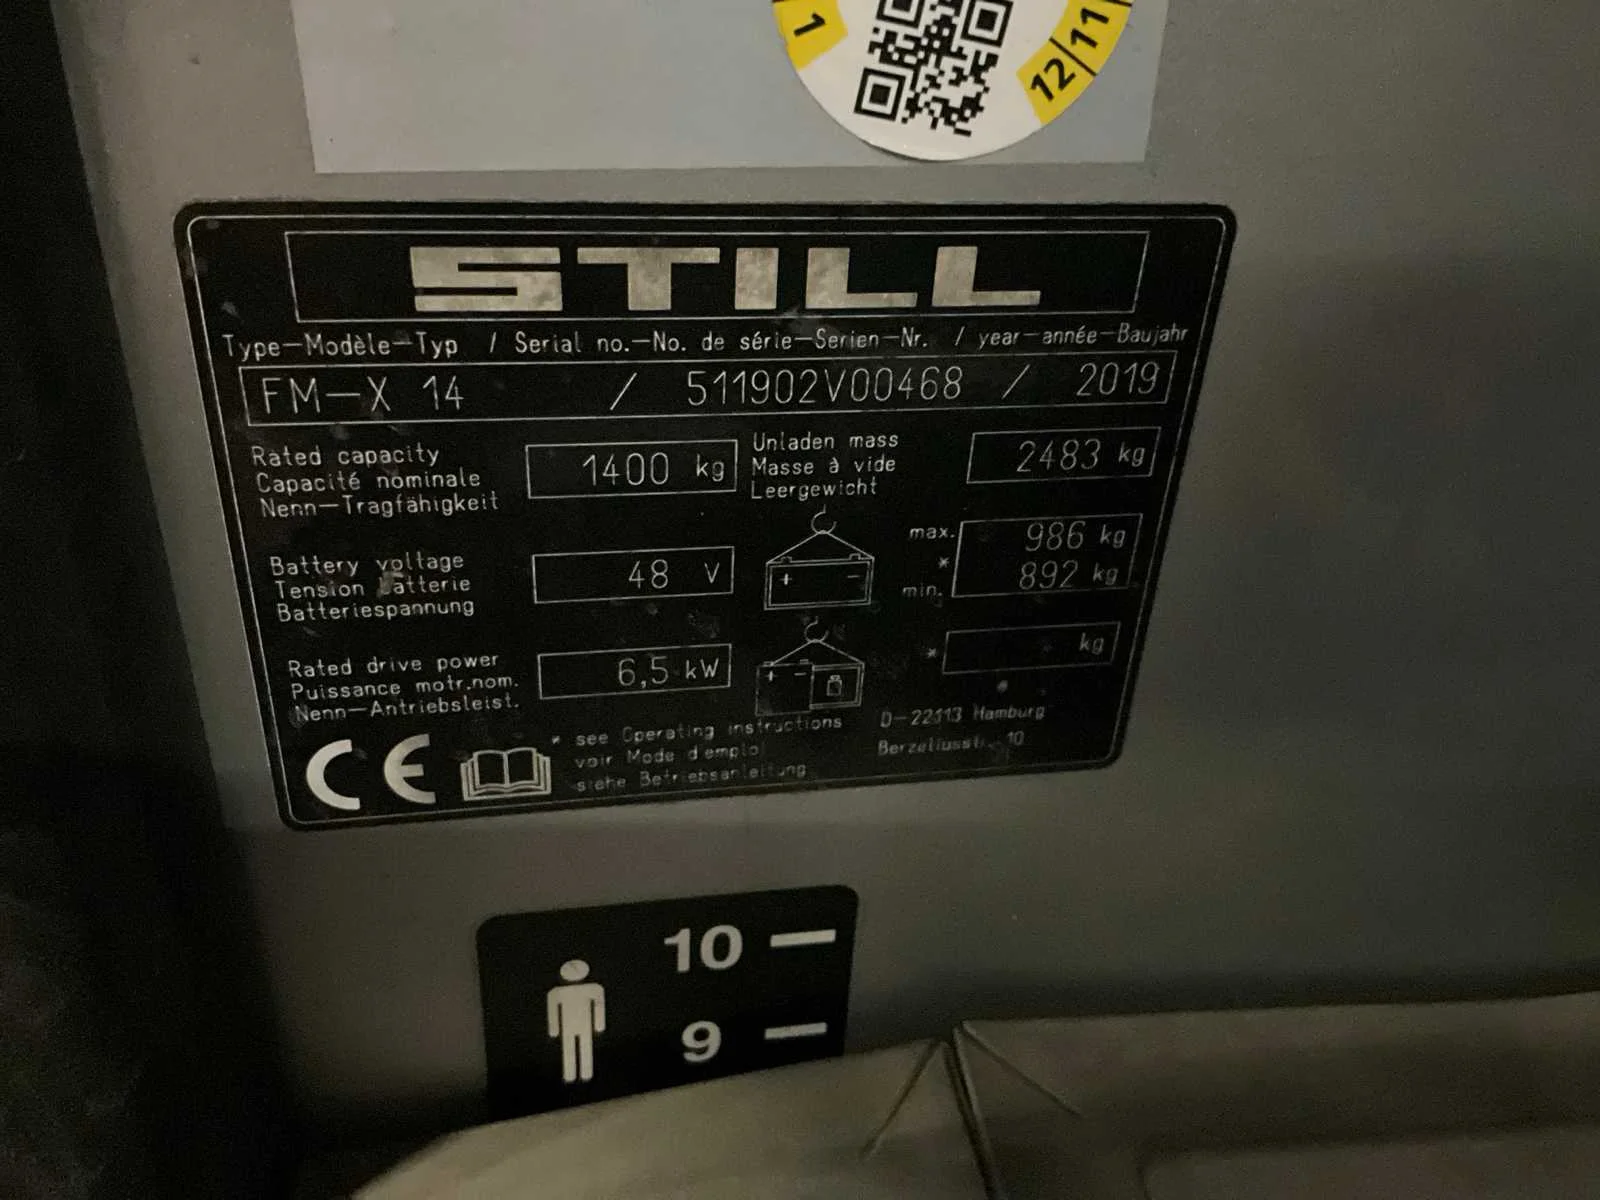 1
12/11
STILL
Type-Modèle-Typ / Serial no.-No. de série-Serien-Nr. / year-année-Baujahr
FM-X 14 / 511902V00468 / 2019
Rated capacity
Capacité nominale
Nenn-Tragfähigkeit
1400 kg
Unladen mass
Masse à vide
Leergewicht
2483 kg
Battery voltage
Tension batterie
Batteriespannung
48 V
+ -
max. 986 kg
*
min. 892 kg
Rated drive power
Puissance motr.nom.
Nenn-Antriebsleist.
6,5 kW
+ -
* kg
CE
* see Operating instructions
voir Mode d'emploi
siehe Betriebsanleitung
D-22113 Hamburg
Berzeliusstr. 10
10
9